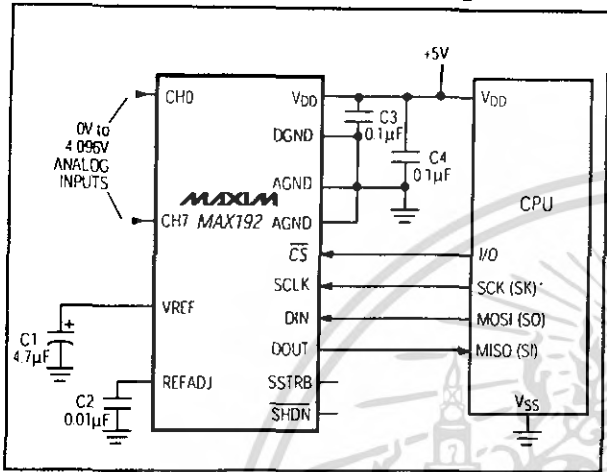 +5V
CH0
VDD
C3
0.1µF
VDD
0V to
4.096V
ANALOG
INPUTS
DGND
C4
0.1µF
AGND
MAXIM
CH7
MAX192
AGND
CPU
CS
I/O
SCLK
SCK (SK)
VREF
DIN
MOSI (SO)
C1
+
4.7µF
DOUT
MISO (SI)
REFADJ
SSTRB
C2
0.01µF
SHDN
VSS